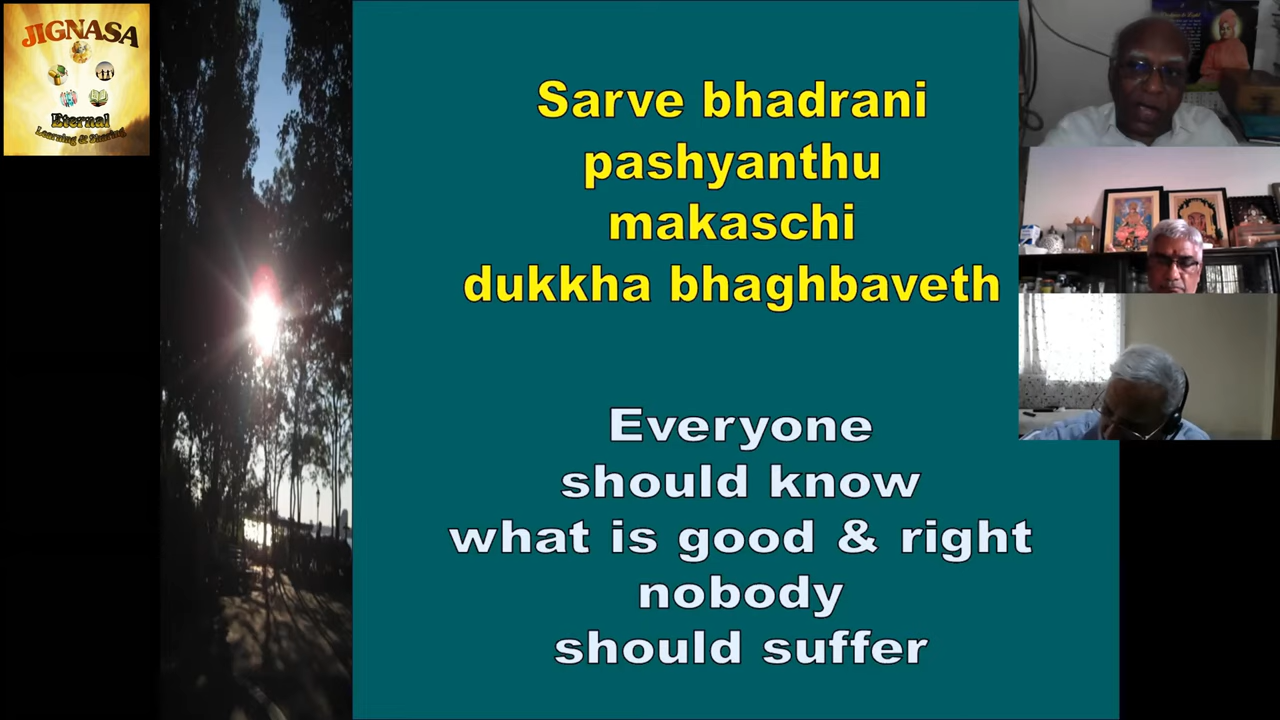 JIGNASA
Eternal
Learning & Sharing
Sarve bhadrani
pashyanthu
makaschi
dukkha bhaghbaveth
Everyone
should know
what is good & right
nobody
should suffer